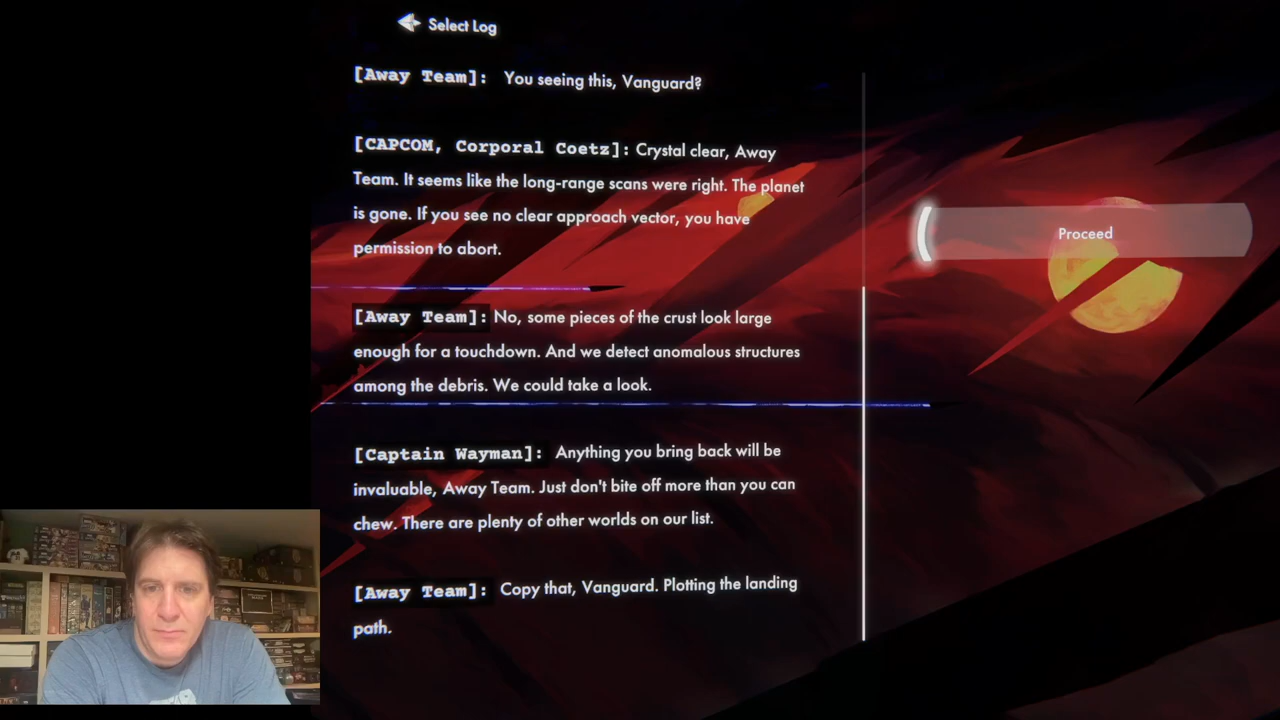 Select Log
[Away Team]: You seeing this, Vanguard?
[CAPCOM, Corporal Coetz]: Crystal clear, Away
Team. It seems like the long-range scans were right. The planet
is gone. If you see no clear approach vector, you have
permission to abort.
Proceed
[Away Team]: No, some pieces of the crust look large
enough for a touchdown. And we detect anomalous structures
among the debris. We could take a look.
[Captain Wayman]: Anything you bring back will be
invaluable, Away Team. Just don't bite off more than you can
chew. There are plenty of other worlds on our list.
[Away Team]: Copy that, Vanguard. Plotting the landing
path.